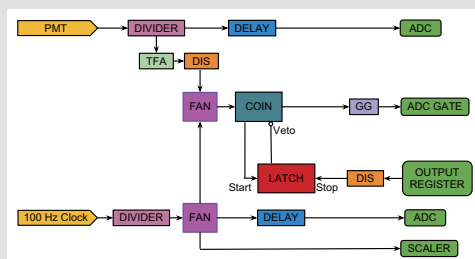 PMT DIVIDER DELAY ADC
TFA DIS
FAN COIN GG ADC GATE
Veto
LATCH DIS OUTPUT
REGISTER
Start Stop
100 Hz Clock DIVIDER FAN DELAY ADC
SCALER